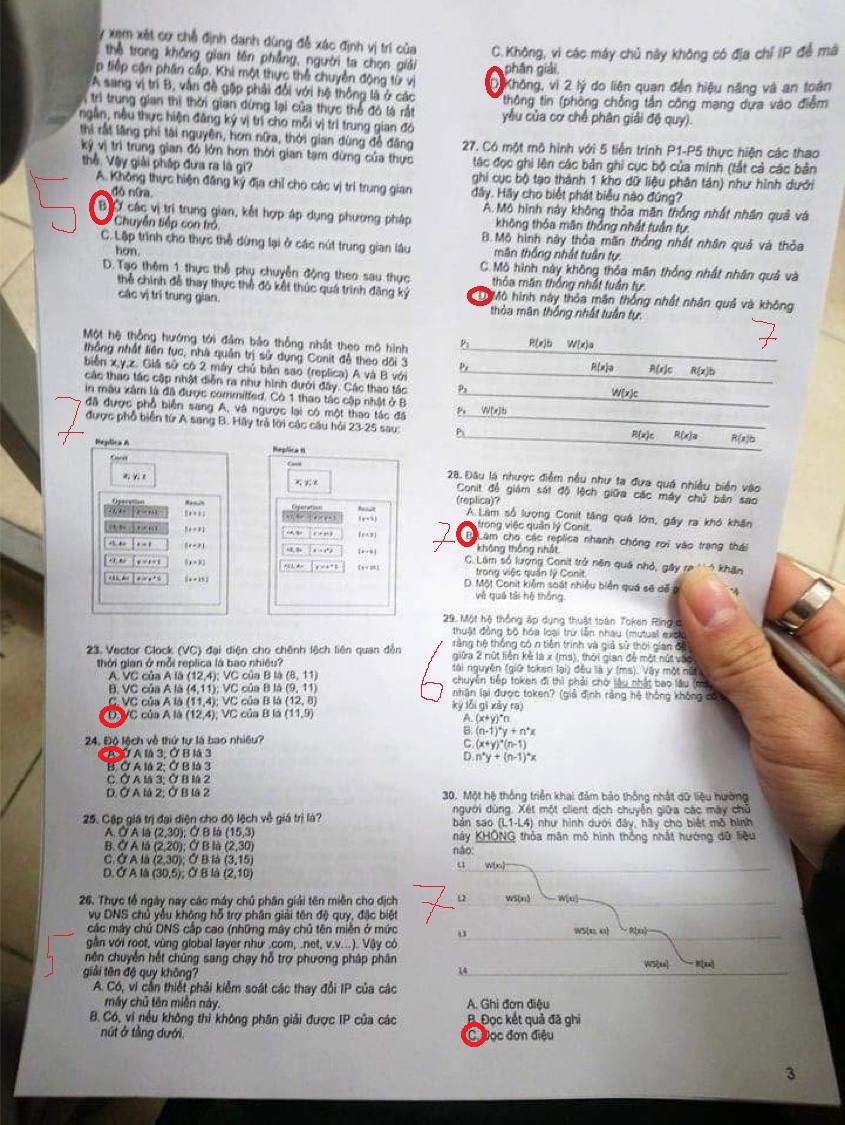 y xem xét cơ chế định danh dùng để xác định vị trí của
thể trong không gian tên phẳng, người ta chọn giải
p tiếp cận phân cấp. Khi một thực thể chuyển động từ vị
A sang vị trí B, vấn đề gặp phải đối với hệ thống là ở các
trí trung gian thì thời gian dừng lại của thực thể đó là rất
ngắn, nếu thực hiện đăng ký vị trí cho mỗi vị trí trung gian đó
thì rất lãng phí tài nguyên, hơn nữa, thời gian dùng để đăng
ký vị trí trung gian đó lớn hơn thời gian tạm dừng của thực
thể. Vậy giải pháp đưa ra là gì?
A. Không thực hiện đăng ký địa chỉ cho các vị trí trung gian
đó nữa.
5
B. Ở các vị trí trung gian, kết hợp áp dụng phương pháp
Chuyển tiếp con trỏ.
C. Lập trình cho thực thể dừng lại ở các nút trung gian lâu
hơn.
D. Tạo thêm 1 thực thể phụ chuyển động theo sau thực
thể chính để thay thực thể đó kết thúc quá trình đăng ký
các vị trí trung gian.
Một hệ thống hướng tới đảm bảo thống nhất theo mô hình
thống nhất liên tục, nhà quản trị sử dụng Conit để theo dõi 3
biến x,y,z. Giả sử có 2 máy chủ bản sao (replica) A và B với
các thao tác cập nhật diễn ra như hình dưới đây. Các thao tác
in màu xám là đã được committed. Có 1 thao tác cập nhật ở B
7
đã được phổ biến sang A, và ngược lại có một thao tác đã
được phổ biến từ A sang B. Hãy trả lời các câu hỏi 23-25 sau:
Replica A
Conit
x; y; z
Operation Result
Replica B
Conit
x; y; z
Operation Result
23. Vector Clock (VC) đại diện cho chênh lệch liên quan đến
thời gian ở mỗi replica là bao nhiêu?
A. VC của A là (12,4); VC của B là (8, 11)
B. VC của A là (4,11); VC của B là (9, 11)
C. VC của A là (11,4); VC của B là (12, 8)
D. VC của A là (12,4); VC của B là (11,9)
24. Độ lệch về thứ tự là bao nhiêu?
A. Ở A là 3; Ở B là 3
B. Ở A là 2; Ở B là 3
C. Ở A là 3; Ở B là 2
D. Ở A là 2; Ở B là 2
25. Cặp giá trị đại diện cho độ lệch về giá trị là?
A. Ở A là (2,30); Ở B là (15,3)
B. Ở A là (2,20); Ở B là (2,30)
C. Ở A là (2,30); Ở B là (3,15)
D. Ở A là (30,5); Ở B là (2,10)
26. Thực tế ngày nay các máy chủ phân giải tên miền cho dịch
vụ DNS chủ yếu không hỗ trợ phân giải tên đệ quy, đặc biệt
các máy chủ DNS cấp cao (những máy chủ tên miền ở mức
gần với root, vùng global layer như .com, .net, v.v...). Vậy có
5
nên chuyển hết chúng sang chạy hỗ trợ phương pháp phân
giải tên đệ quy không?
A. Có, vì cần thiết phải kiểm soát các thay đổi IP của các
máy chủ tên miền này.
B. Có, vì nếu không thì không phân giải được IP của các
nút ở tầng dưới.
C. Không, vì các máy chủ này không có địa chỉ IP để mà
phân giải.
D. Không, vì 2 lý do liên quan đến hiệu năng và an toàn
thông tin (phòng chống tấn công mạng dựa vào điểm
yếu của cơ chế phân giải đệ quy).
27. Có một mô hình với 5 tiến trình P1-P5 thực hiện các thao
tác đọc ghi lên các bản ghi cục bộ của mình (tất cả các bản
ghi cục bộ tạo thành 1 kho dữ liệu phân tán) như hình dưới
đây. Hãy cho biết phát biểu nào đúng?
A. Mô hình này không thỏa mãn thống nhất nhân quả và
không thỏa mãn thống nhất tuần tự.
B. Mô hình này thỏa mãn thống nhất nhân quả và thỏa
mãn thống nhất tuần tự.
C. Mô hình này không thỏa mãn thống nhất nhân quả và
thỏa mãn thống nhất tuần tự.
D. Mô hình này thỏa mãn thống nhất nhân quả và không
thỏa mãn thống nhất tuần tự.
7
P₁ R(x)b W(x)a
P₂ R(x)a R(x)c R(x)b
P₃ W(x)c
P₄ W(x)b
R(x)c R(x)a R(x)b
28. Đâu là nhược điểm nếu như ta đưa quá nhiều biến vào
Conit để giám sát độ lệch giữa các máy chủ bản sao
(replica)?
A. Làm số lượng Conit tăng quá lớn, gây ra khó khăn
trong việc quản lý Conit.
7
B. Làm cho các replica nhanh chóng rơi vào trạng thái
không thống nhất.
C. Làm số lượng Conit trở nên quá nhỏ, gây ra khăn
trong việc quản lý Conit.
D. Một Conit kiểm soát nhiều biến quá sẽ dễ
về quá tải hệ thống.
29. Một hệ thống áp dụng thuật toán Token Ring
thuật đồng bộ hóa loại trừ lẫn nhau (mutual
rằng hệ thống có n tiến trình và giả sử thời gian để
giữa 2 nút liền kề là x (ms), thời gian để một nút vào
6
tài nguyên (giữ token lại) đều là y (ms). Vậy một nút
chuyển tiếp token đi thì phải chờ lâu nhất bao lâu
nhận lại được token? (giả định rằng hệ thống không có
kỳ lỗi gì xảy ra)
A. (x+y)*n
B. (n-1)*y + n*x
C. (x+y)*(n-1)
D. n*y + (n-1)*x
30. Một hệ thống triển khai đảm bảo thống nhất dữ liệu hướng
người dùng. Xét một client dịch chuyển giữa các máy chủ
bản sao (L1-L4) như hình dưới đây, hãy cho biết mô hình
này KHÔNG thỏa mãn mô hình thống nhất hướng dữ liệu
nào:
L1 W(x₁)
7
L2 WS(x₁) W(x₂)
L3 WS(x₁, x₂) R(x₂)
L4
A. Ghi đơn điệu
B. Đọc kết quả đã ghi
C. Đọc đơn điệu
3